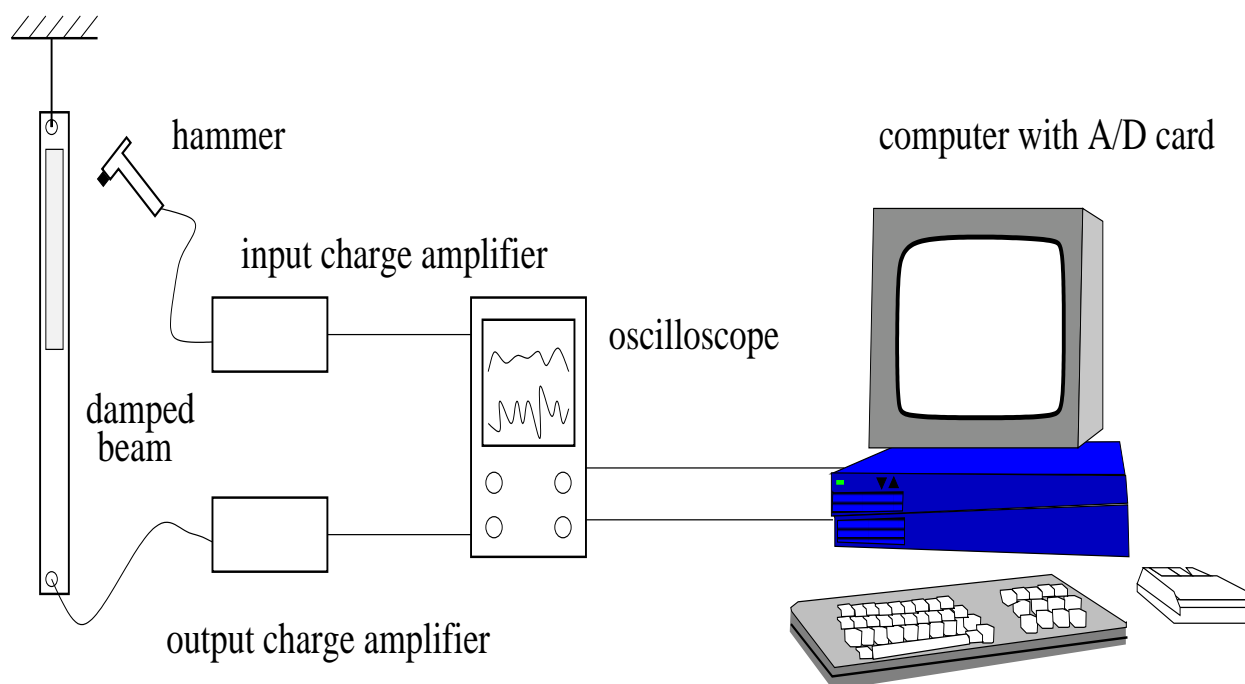 hammer
computer with A/D card
input charge amplifier
oscilloscope
damped
beam
output charge amplifier